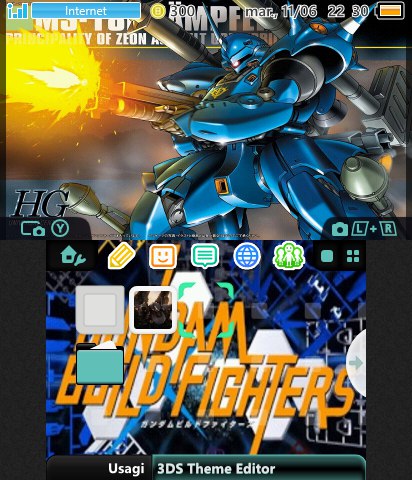 Internet
300
mar., 11/06 22 30
MS-18E KÄMPFER
PRINCIPALITY OF ZEON ASSAULT
HG
Y
L+R
GUNDAM
BUILD FIGHTERS
ガンダムビルドファイターズ
Usagi
3DS Theme Editor